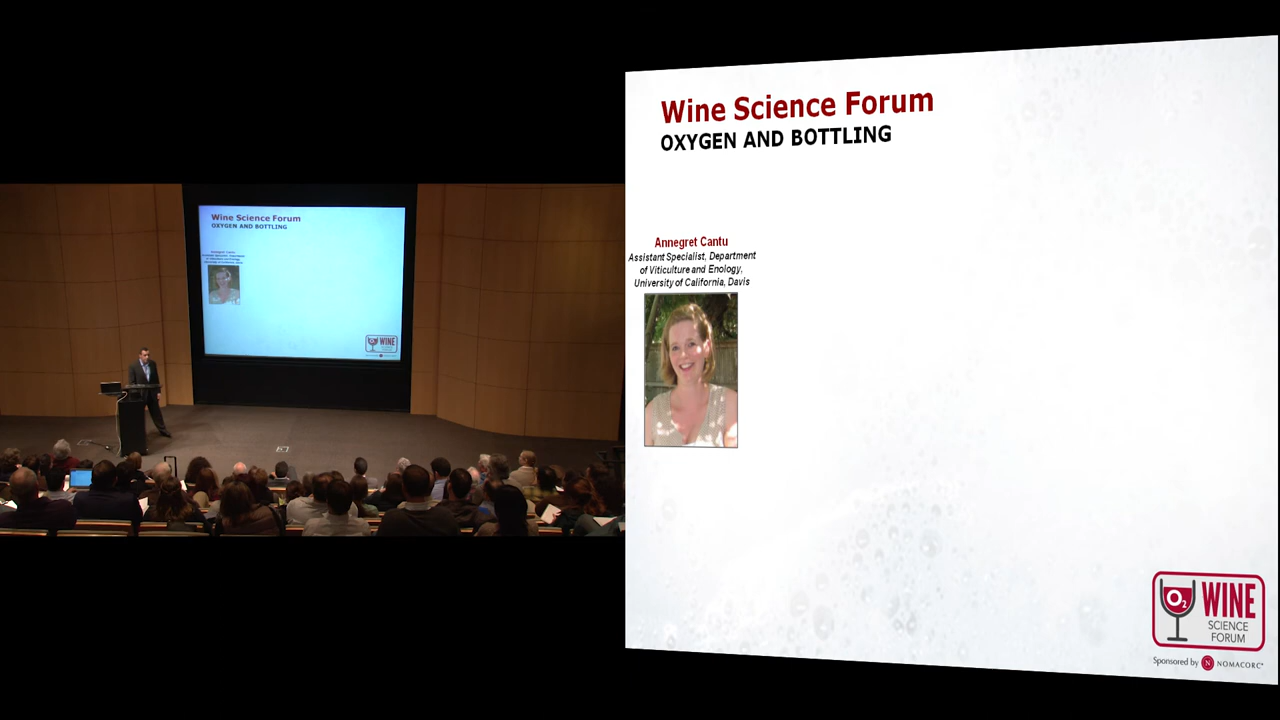 Wine Science Forum
OXYGEN AND BOTTLING
Wine Science Forum
OXYGEN AND BOTTLING
Annegret Cantu
Assistant Specialist, Department
of Viticulture and Enology,
University of California, Davis
WINE
O2 WINE
SCIENCE
FORUM
Sponsored by N NOMACORC